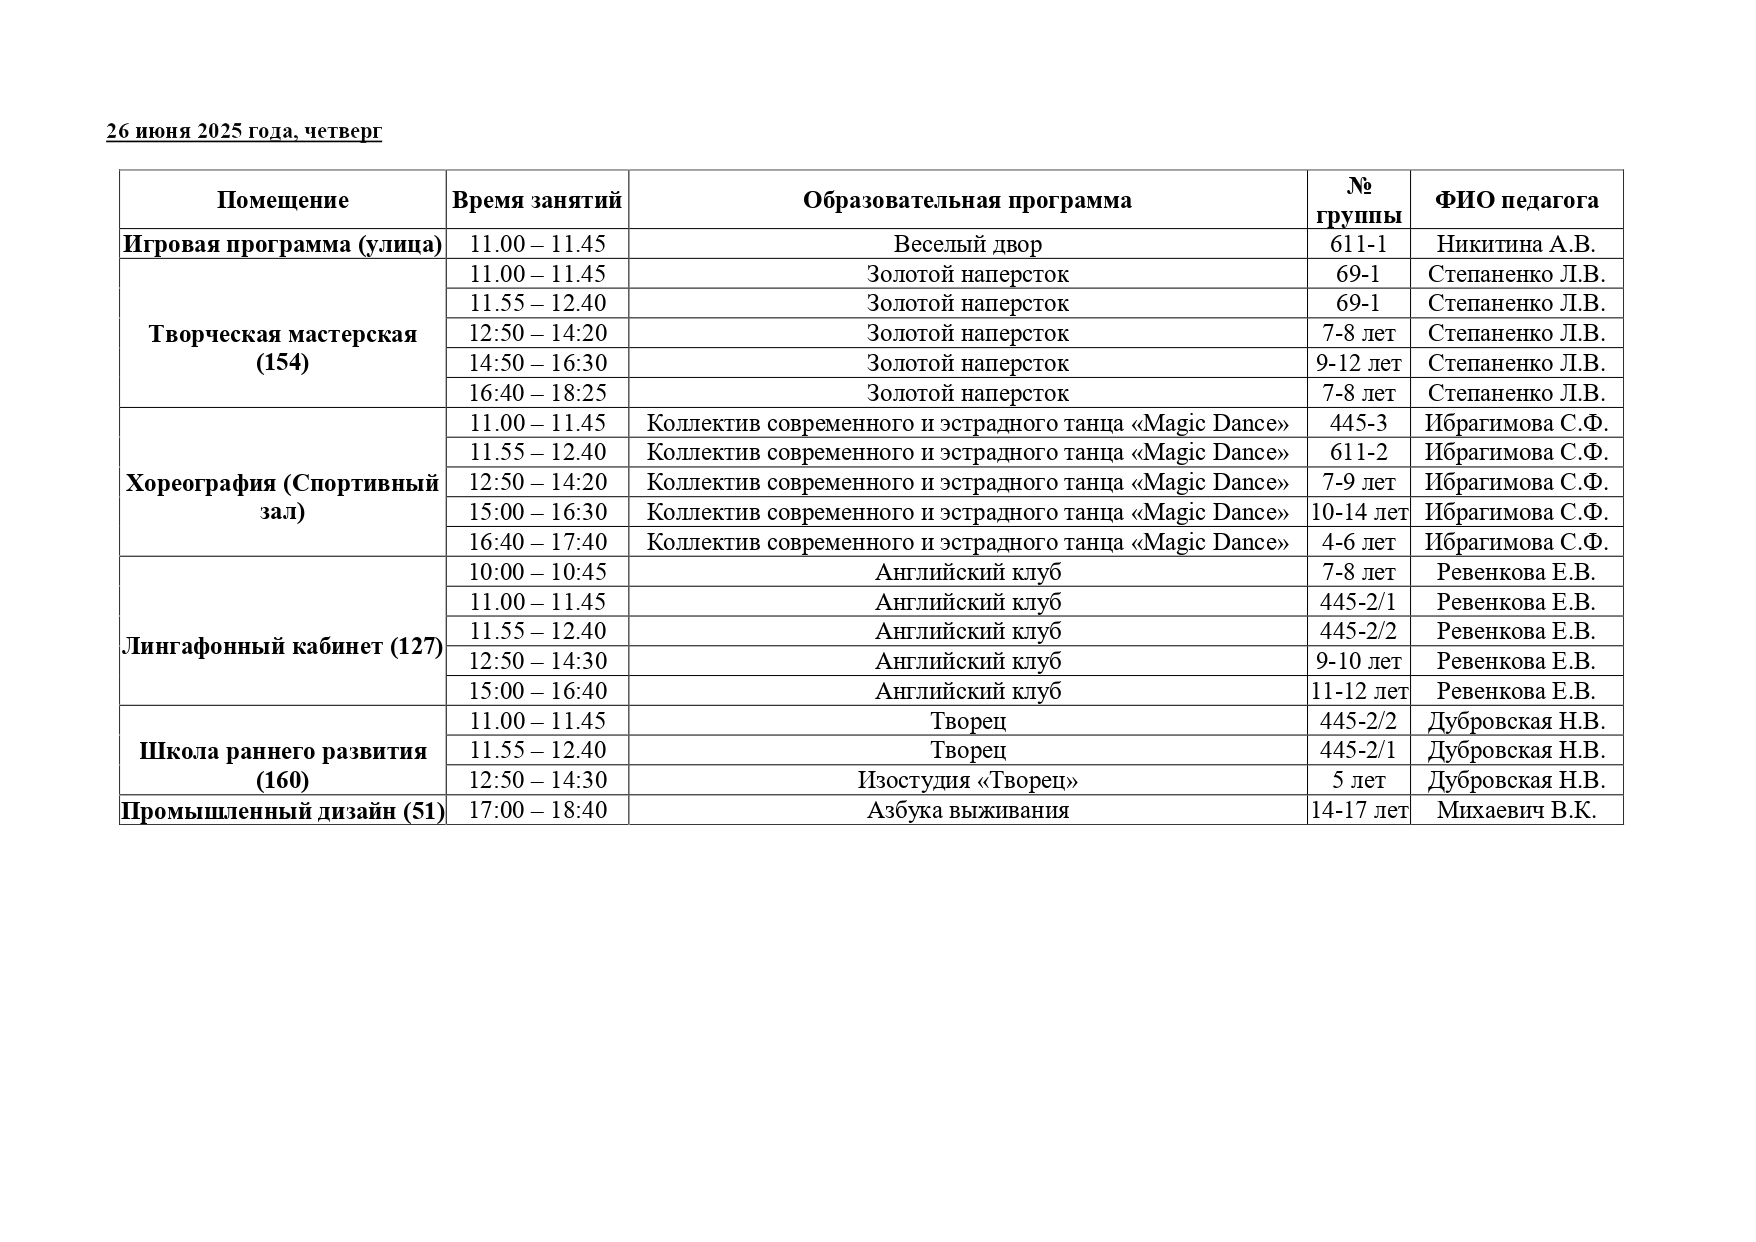 26 июня 2025 года, четверг
Помещение Время занятий Образовательная программа № группы ФИО педагога
Игровая программа (улица) 11.00 – 11.45 Веселый двор 611-1 Никитина А.В.
Творческая мастерская (154) 11.00 – 11.45 Золотой наперсток 69-1 Степаненко Л.В.
11.55 – 12.40 Золотой наперсток 69-1 Степаненко Л.В.
12:50 – 14:20 Золотой наперсток 7-8 лет Степаненко Л.В.
14:50 – 16:30 Золотой наперсток 9-12 лет Степаненко Л.В.
16:40 – 18:25 Золотой наперсток 7-8 лет Степаненко Л.В.
Хореография (Спортивный зал) 11.00 – 11.45 Коллектив современного и эстрадного танца «Magic Dance» 445-3 Ибрагимова С.Ф.
11.55 – 12.40 Коллектив современного и эстрадного танца «Magic Dance» 611-2 Ибрагимова С.Ф.
12:50 – 14:20 Коллектив современного и эстрадного танца «Magic Dance» 7-9 лет Ибрагимова С.Ф.
15:00 – 16:30 Коллектив современного и эстрадного танца «Magic Dance» 10-14 лет Ибрагимова С.Ф.
16:40 – 17:40 Коллектив современного и эстрадного танца «Magic Dance» 4-6 лет Ибрагимова С.Ф.
Лингафонный кабинет (127) 10:00 – 10:45 Английский клуб 7-8 лет Ревенкова Е.В.
11.00 – 11.45 Английский клуб 445-2/1 Ревенкова Е.В.
11.55 – 12.40 Английский клуб 445-2/2 Ревенкова Е.В.
12:50 – 14:30 Английский клуб 9-10 лет Ревенкова Е.В.
15:00 – 16:40 Английский клуб 11-12 лет Ревенкова Е.В.
Школа раннего развития (160) 11.00 – 11.45 Творец 445-2/2 Дубровская Н.В.
11.55 – 12.40 Творец 445-2/1 Дубровская Н.В.
12:50 – 14:30 Изостудия «Творец» 5 лет Дубровская Н.В.
Промышленный дизайн (51) 17:00 – 18:40 Азбука выживания 14-17 лет Михаевич В.К.